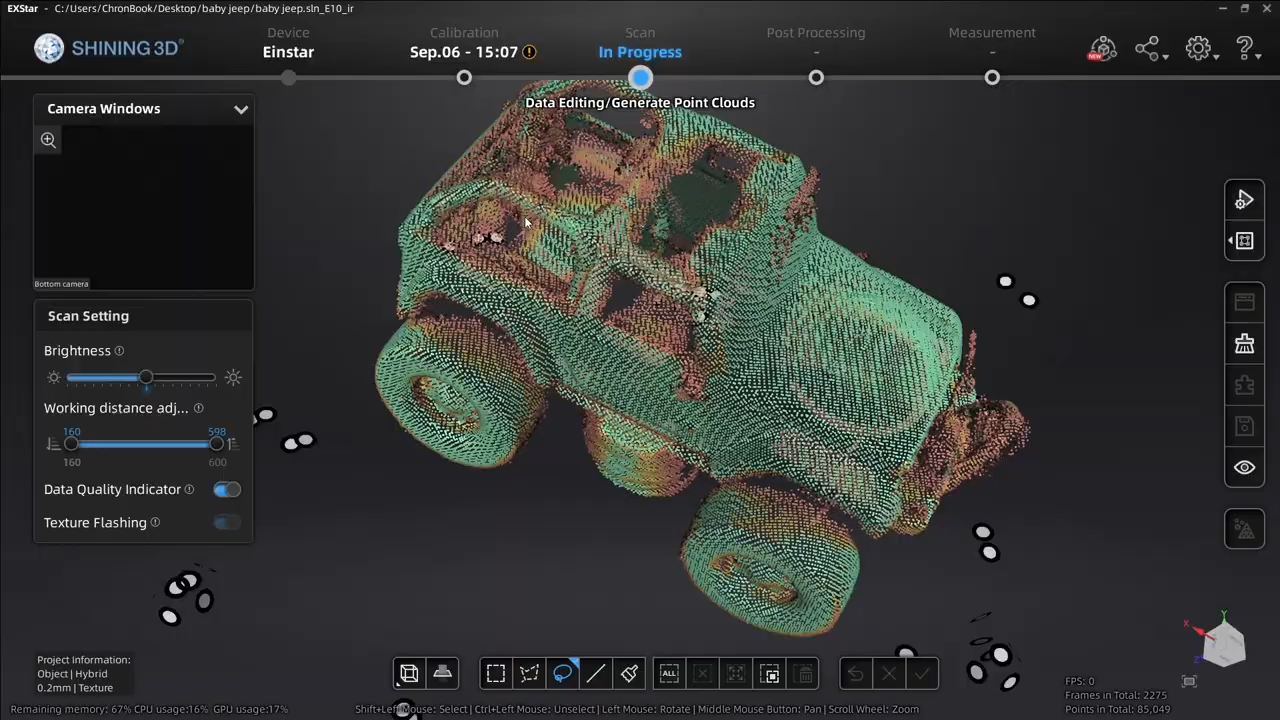 EXStar - C:/Users/ChronBook/Desktop/baby jeep/baby jeep.sln_E10_ir
SHINING 3D®
Device
Einstar
Calibration
Sep.06 - 15:07
Scan
In Progress
Post Processing
-
Measurement
-
NEW
Data Editing/Generate Point Clouds
Camera Windows
Bottom camera
Scan Setting
Brightness
Working distance adj...
160 598
160 600
Data Quality Indicator
Texture Flashing
Project Information:
Object | Hybrid
0.2mm | Texture
ALL
Remaining memory: 67% CPU usage:16% GPU usage:17%
Shift+Left Mouse: Select | Ctrl+Left Mouse: Unselect | Left Mouse: Rotate | Middle Mouse Button: Pan | Scroll Wheel: Zoom
FPS: 0
Frames in Total: 2275
Points in Total: 85,049
X
Y
Z